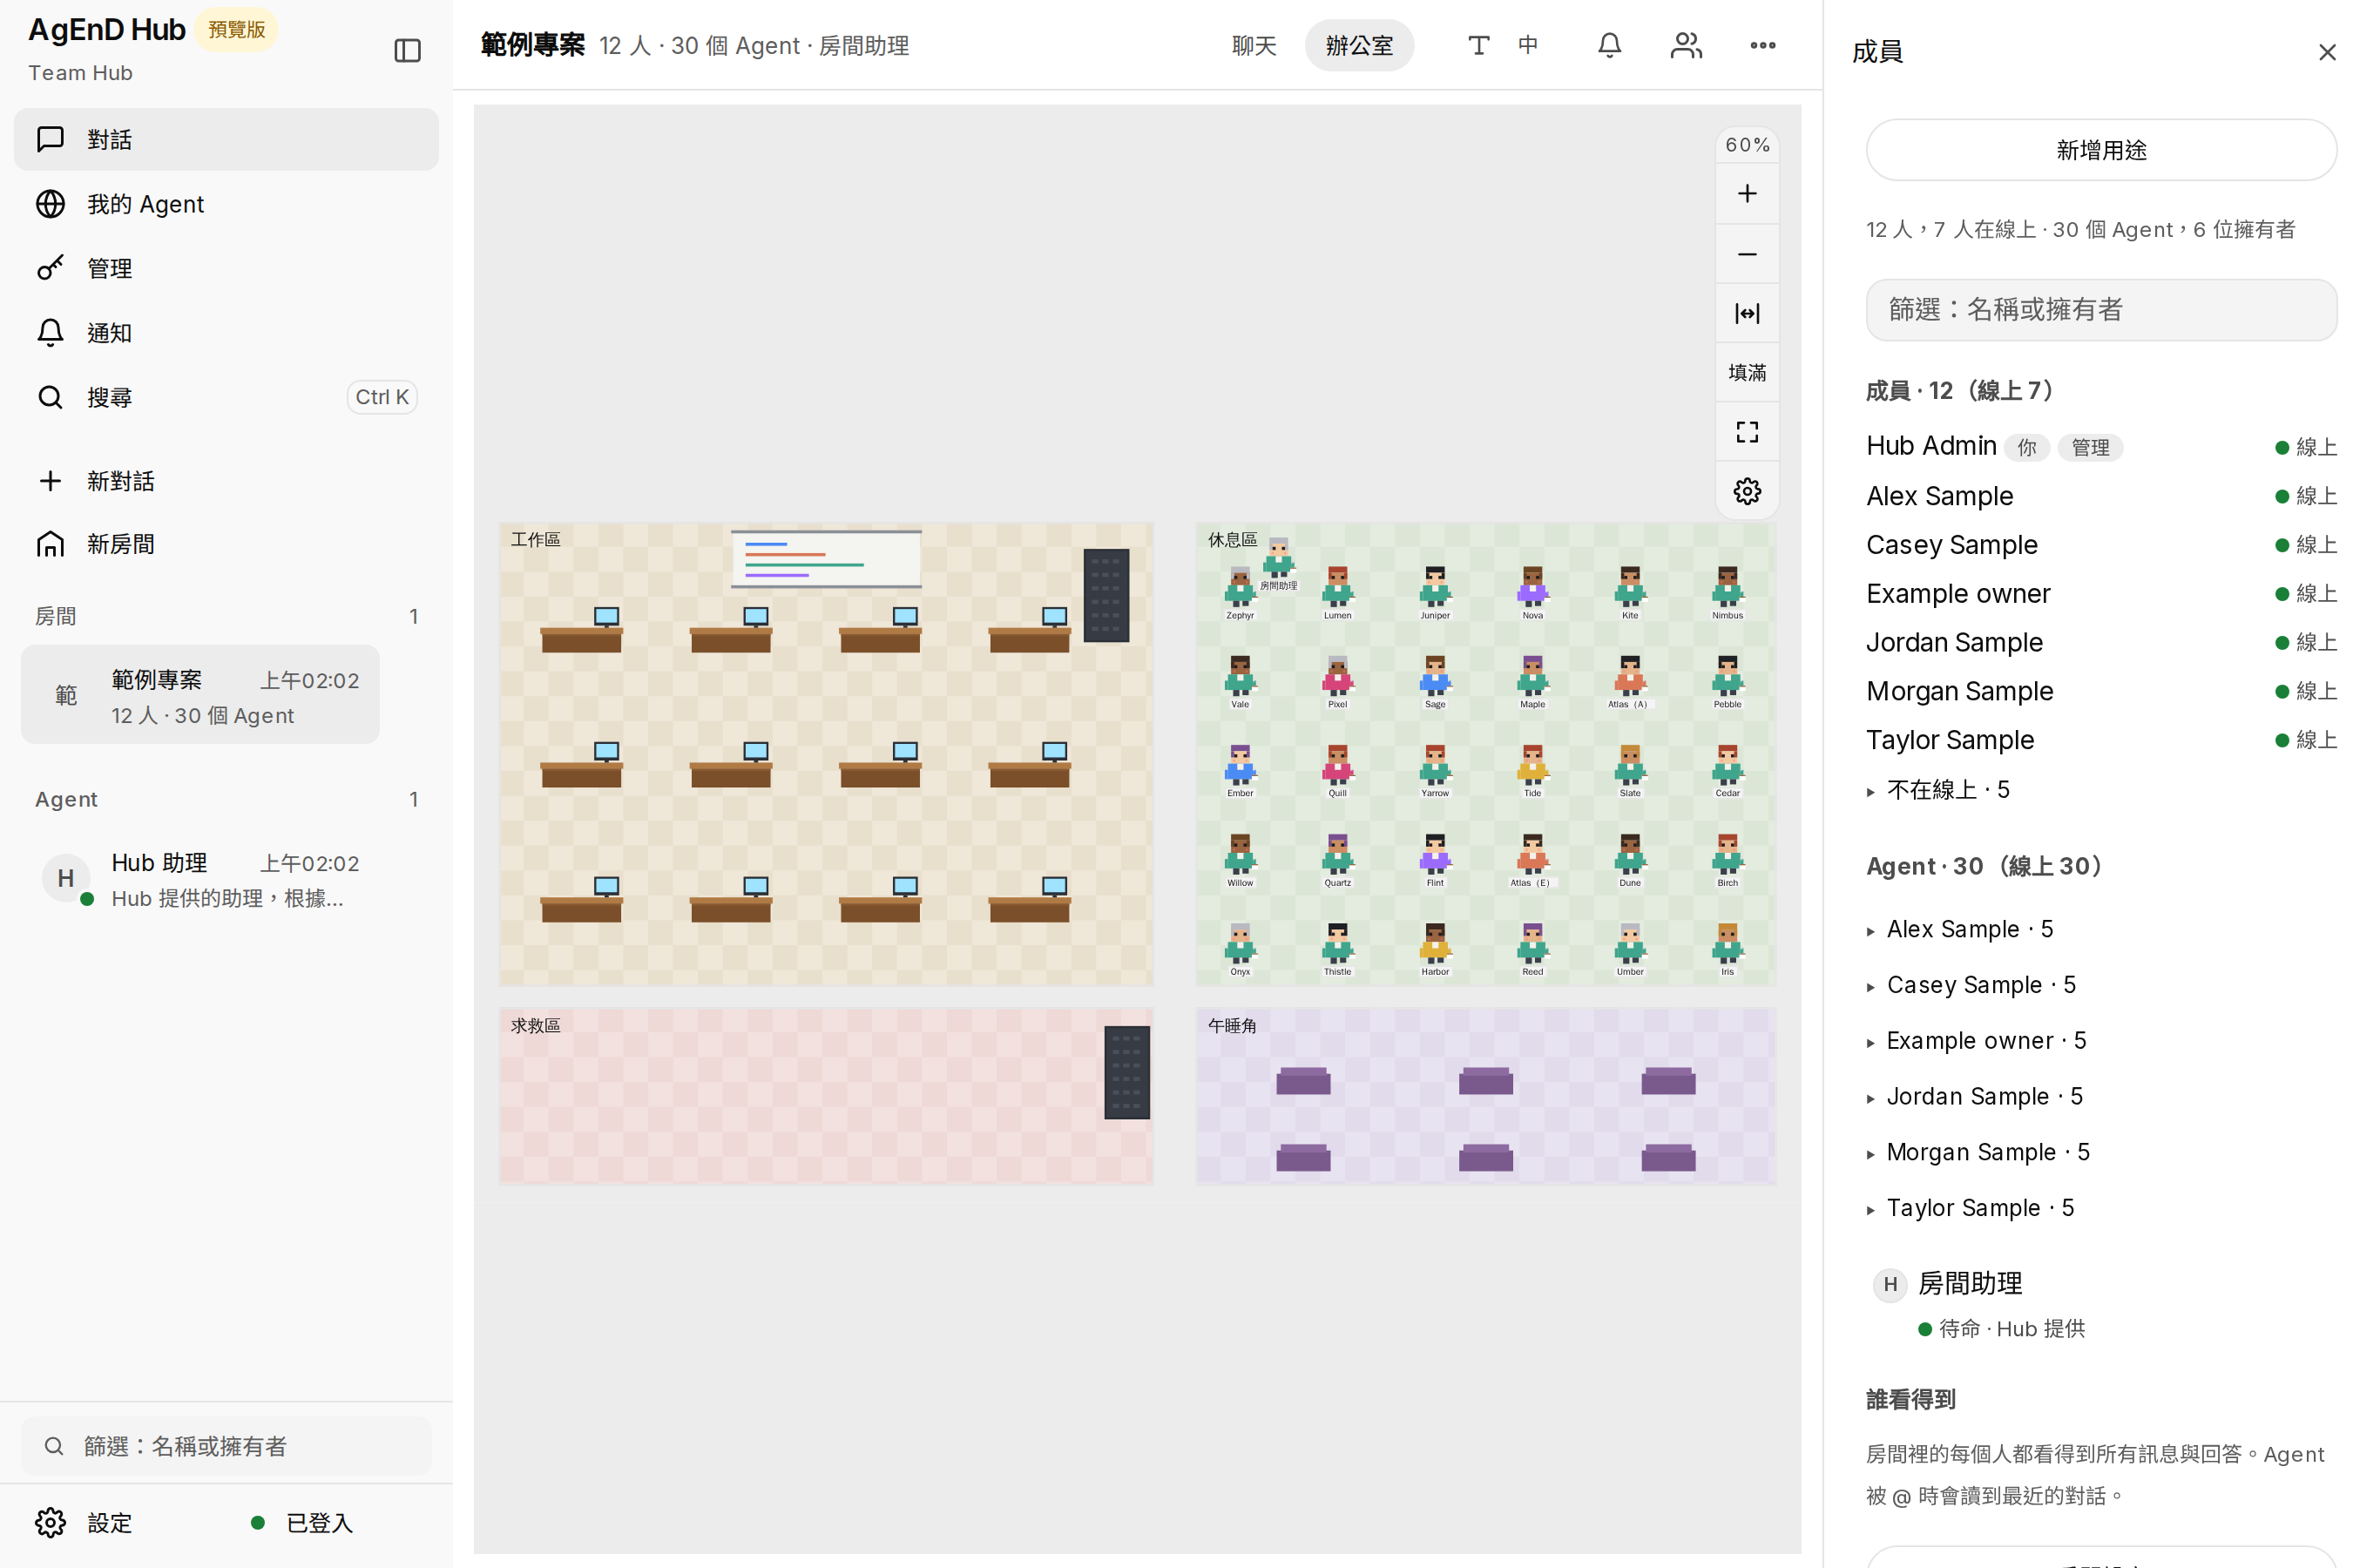 AgEnD Hub 預覽版
Team Hub
對話
我的 Agent
管理
通知
搜尋 Ctrl K
新對話
新房間
房間 1
範 範例專案 上午02:02
12 人 · 30 個 Agent
Agent 1
H Hub 助理 上午02:02
Hub 提供的助理，根據...
篩選：名稱或擁有者
設定 已登入
範例專案 12 人 · 30 個 Agent · 房間助理
聊天 辦公室 T 中
60%
填滿
工作區
休息區
房間助理
Zephyr Lumen Juniper Nova Kite Nimbus
Vale Pixel Sage Maple Atlas（A） Pebble
Ember Quill Yarrow Tide Slate Cedar
Willow Quartz Flint Atlas（E） Dune Birch
Onyx Thistle Harbor Reed Umber Iris
求救區
午睡角
成員
新增用途
12 人，7 人在線上 · 30 個 Agent，6 位擁有者
篩選：名稱或擁有者
成員 · 12（線上 7）
Hub Admin 你 管理 線上
Alex Sample 線上
Casey Sample 線上
Example owner 線上
Jordan Sample 線上
Morgan Sample 線上
Taylor Sample 線上
不在線上 · 5
Agent · 30（線上 30）
Alex Sample · 5
Casey Sample · 5
Example owner · 5
Jordan Sample · 5
Morgan Sample · 5
Taylor Sample · 5
H 房間助理
待命 · Hub 提供
誰看得到
房間裡的每個人都看得到所有訊息與回答。Agent
被 @ 時會讀到最近的對話。